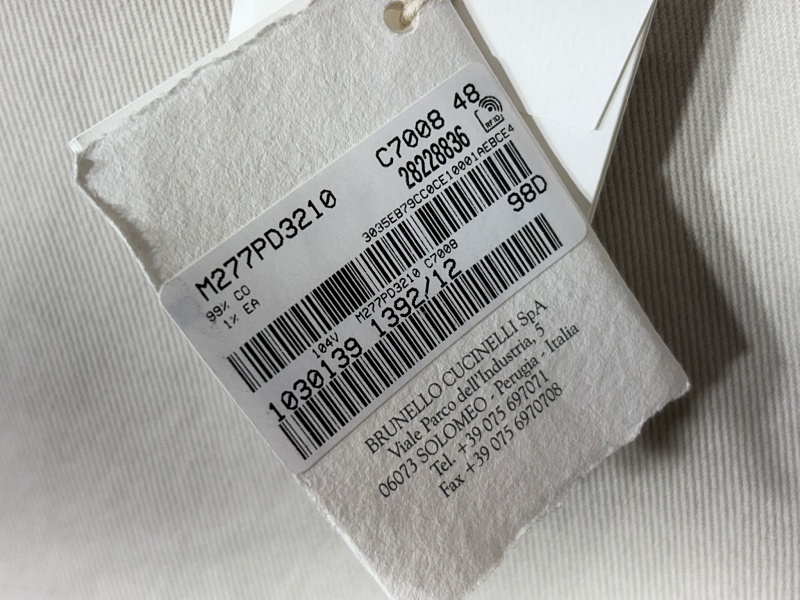 C7008 48
RFID
28228836
M277PD3210
3035EB79CC0CE10001AEBCE4
99% CO
1% EA
98D
104V M277PD3210 C7008
1030139 1392/12
BRUNELLO CUCINELLI SpA
Viale Parco dell'Industria, 5
06073 SOLOMEO - Perugia - Italia
Tel. +39 075 697071
Fax +39 075 6970708